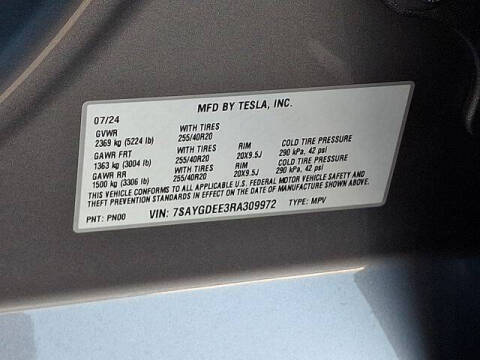 MFD BY TESLA, INC.
07/24
GVWR WITH TIRES
2369 kg (5224 lb) 255/40R20
GAWR FRT WITH TIRES RIM COLD TIRE PRESSURE
1363 kg (3004 lb) 255/40R20 20X9.5J 290 kPa, 42 psi
GAWR RR WITH TIRES RIM COLD TIRE PRESSURE
1500 kg (3306 lb) 255/40R20 20X9.5J 290 kPa, 42 psi
THIS VEHICLE CONFORMS TO ALL APPLICABLE U.S. FEDERAL MOTOR VEHICLE SAFETY AND
THEFT PREVENTION STANDARDS IN EFFECT ON THE DATE OF MANUFACTURE SHOWN ABOVE.
PNT: PN00 VIN: 7SAYGDEE3RA309972 TYPE: MPV